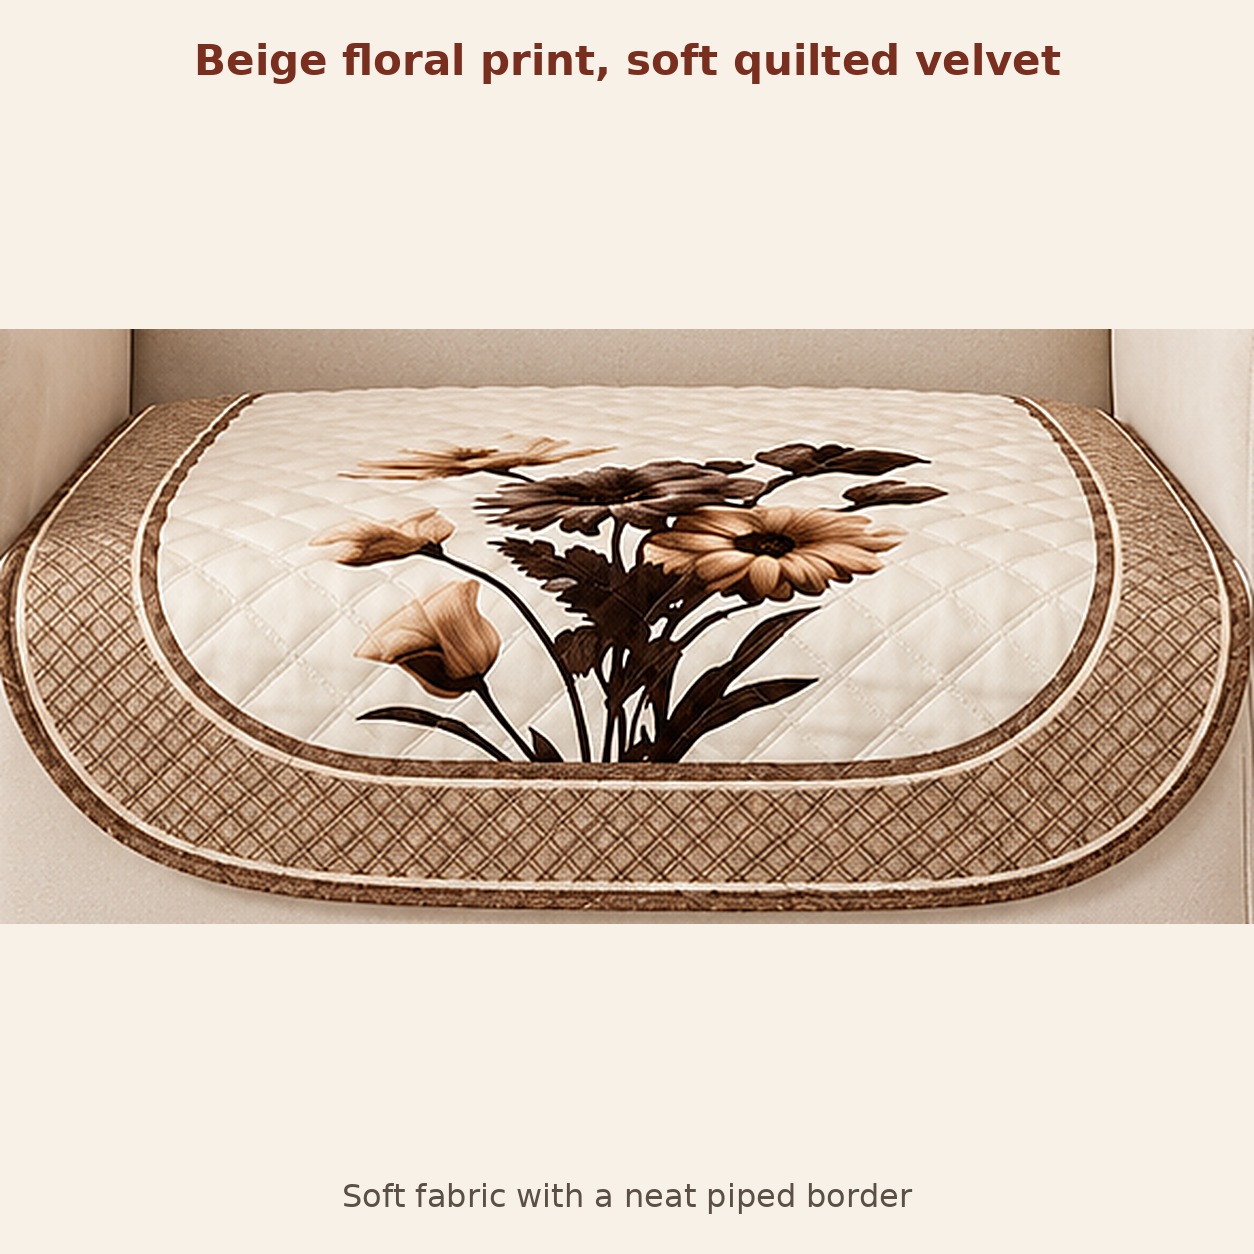 Beige floral print, soft quilted velvet
Soft fabric with a neat piped border